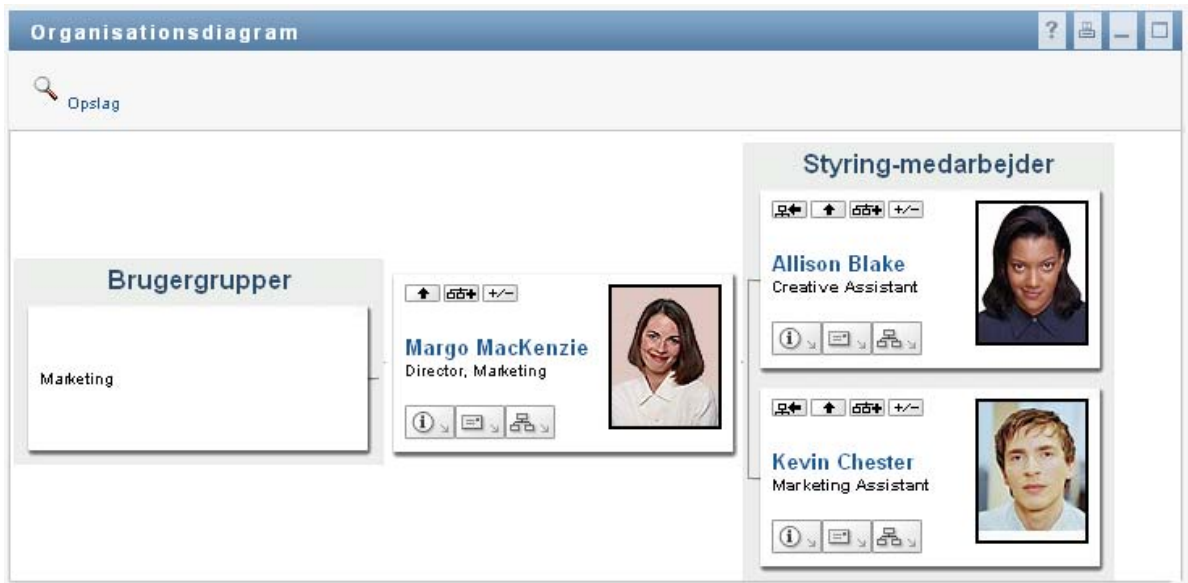 Organisationsdiagram
?
Opslag
Brugergrupper
Marketing
+/-
Margo MacKenzie
Director, Marketing
Styring-medarbejder
+/-
Allison Blake
Creative Assistant
+/-
Kevin Chester
Marketing Assistant